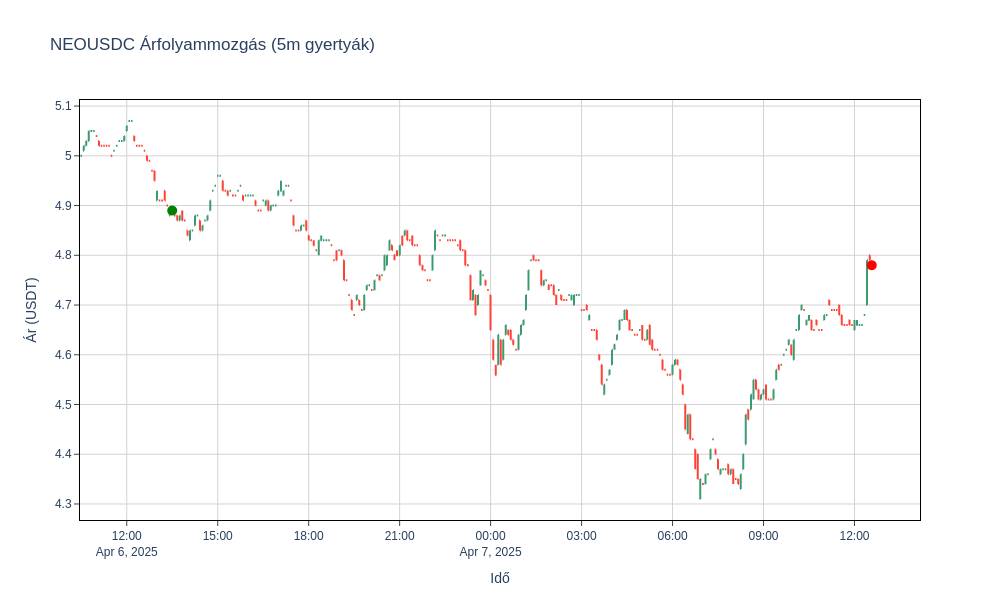 NEOUSDC Árfolyammozgás (5m gyertyák)
5.1
5
4.9
4.8
4.7
4.6
4.5
4.4
4.3
Ár (USDT)
12:00 15:00 18:00 21:00 00:00 03:00 06:00 09:00 12:00
Apr 6, 2025 Apr 7, 2025
Idő